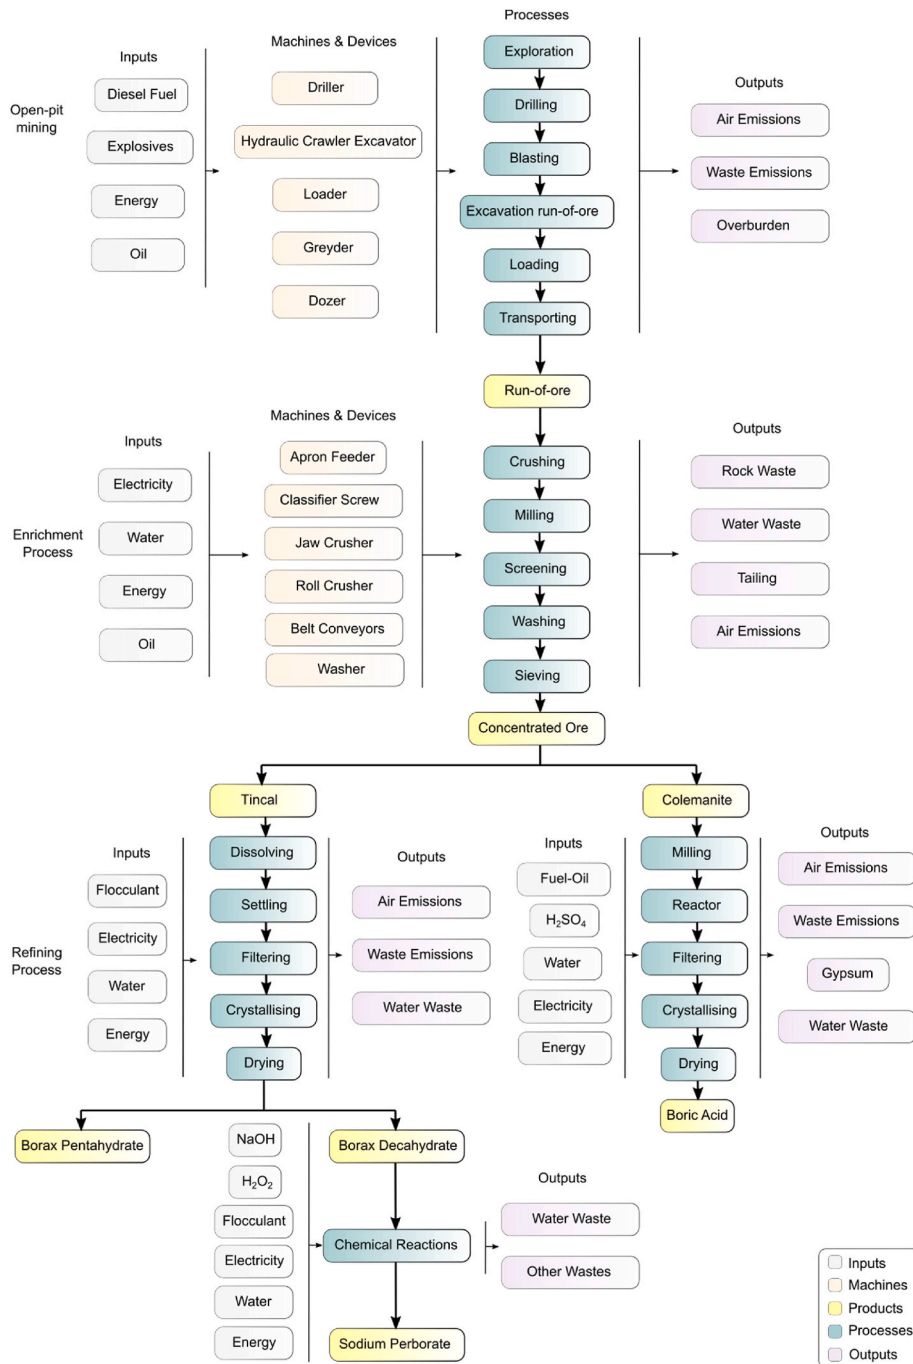 Processes
Inputs
Machines & Devices
Exploration
Outputs
Open-pit
mining
Diesel Fuel
Explosives
Energy
Oil
Driller
Hydraulic Crawler Excavator
Loader
Greyder
Dozer
Drilling
Blasting
Excavation run-of-ore
Loading
Transporting
Air Emissions
Waste Emissions
Overburden
Run-of-ore
Enrichment
Process
Inputs
Electricity
Water
Energy
Oil
Machines & Devices
Apron Feeder
Classifier Screw
Jaw Crusher
Roll Crusher
Belt Conveyors
Washer
Crushing
Milling
Screening
Washing
Sieving
Outputs
Rock Waste
Water Waste
Tailing
Air Emissions
Concentrated Ore
Tincal
Colemanite
Refining
Process
Inputs
Flocculant
Electricity
Water
Energy
Dissolving
Settling
Filtering
Crystallising
Drying
Outputs
Air Emissions
Waste Emissions
Water Waste
Inputs
Fuel-Oil
H₂SO₄
Water
Electricity
Energy
Milling
Reactor
Filtering
Crystallising
Drying
Boric Acid
Outputs
Air Emissions
Waste Emissions
Gypsum
Water Waste
Borax Pentahydrate
Borax Decahydrate
NaOH
H₂O₂
Flocculant
Electricity
Water
Energy
Chemical Reactions
Sodium Perborate
Outputs
Water Waste
Other Wastes
Inputs
Machines
Products
Processes
Outputs